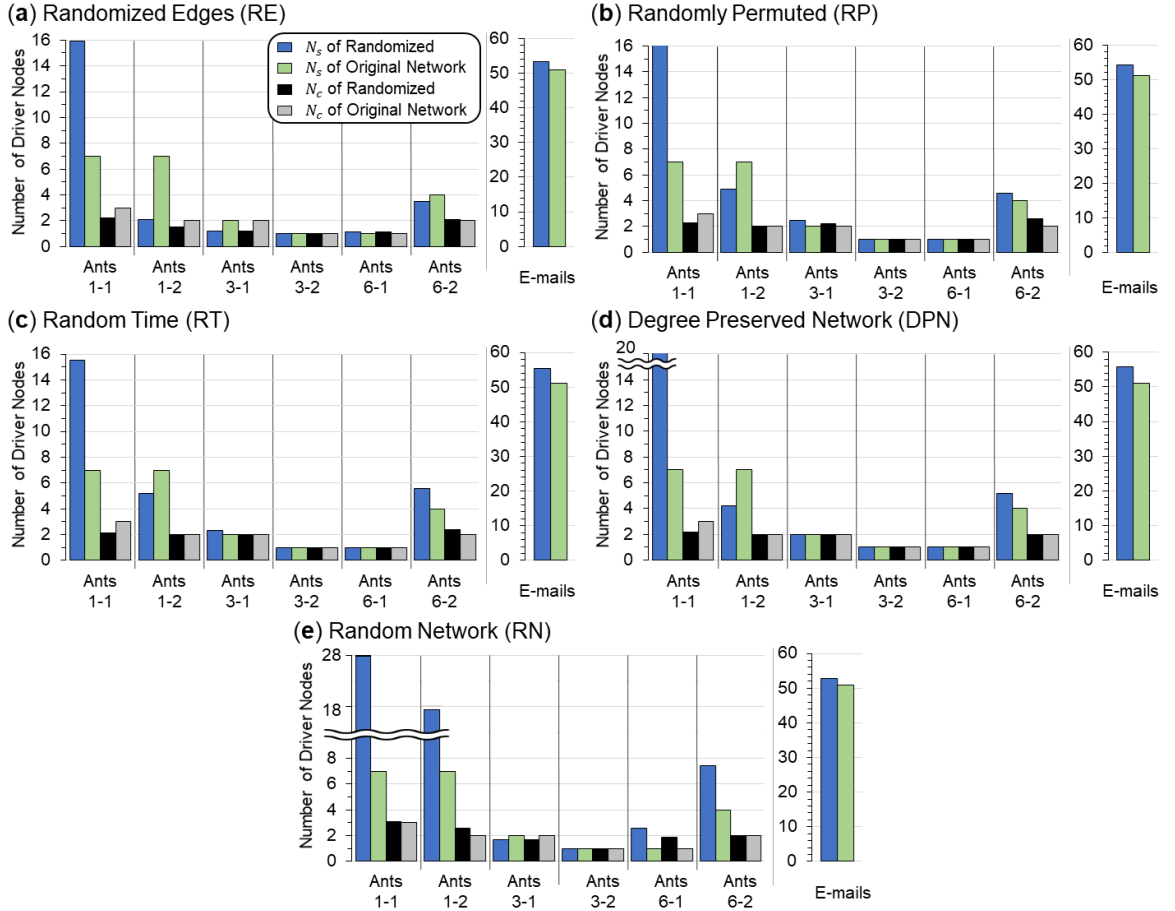 (a) Randomized Edges (RE)
Number of Driver Nodes
16
14
12
10
8
6
4
2
0
Ants 1-1
Ants 1-2
Ants 3-1
Ants 3-2
Ants 6-1
Ants 6-2
60
50
40
30
20
10
0
E-mails
N_s of Randomized
N_s of Original Network
N_c of Randomized
N_c of Original Network
(b) Randomly Permuted (RP)
Number of Driver Nodes
16
14
12
10
8
6
4
2
0
Ants 1-1
Ants 1-2
Ants 3-1
Ants 3-2
Ants 6-1
Ants 6-2
60
50
40
30
20
10
0
E-mails
(c) Random Time (RT)
Number of Driver Nodes
16
14
12
10
8
6
4
2
0
Ants 1-1
Ants 1-2
Ants 3-1
Ants 3-2
Ants 6-1
Ants 6-2
60
50
40
30
20
10
0
E-mails
(d) Degree Preserved Network (DPN)
Number of Driver Nodes
20
14
12
10
8
6
4
2
0
Ants 1-1
Ants 1-2
Ants 3-1
Ants 3-2
Ants 6-1
Ants 6-2
60
50
40
30
20
10
0
E-mails
(e) Random Network (RN)
Number of Driver Nodes
28
18
8
6
4
2
0
Ants 1-1
Ants 1-2
Ants 3-1
Ants 3-2
Ants 6-1
Ants 6-2
60
50
40
30
20
10
0
E-mails